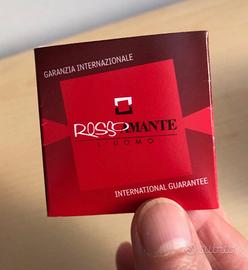 GARANZIA INTERNAZIONALE
ROSSOMANTE
L'UOMO
INTERNATIONAL GUARANTEE